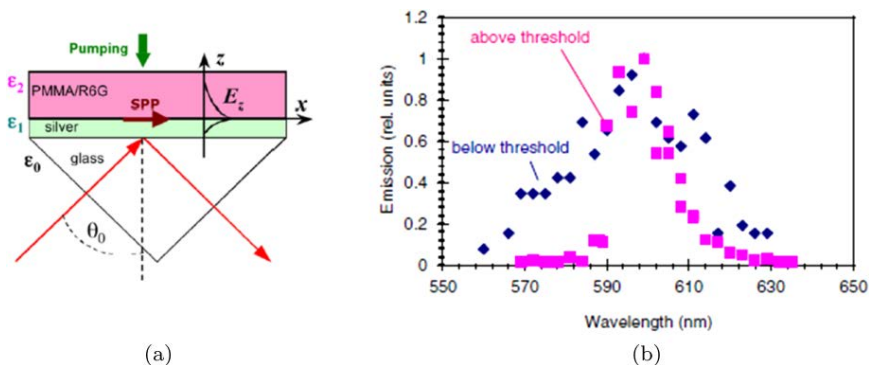 Pumping
z
ε₂
PMMA/R6G
E_z
SPP
x
ε₁
silver
ε₀
glass
θ₀
(a)
1.2
1
0.8
0.6
0.4
0.2
0
Emission (rel. units)
above threshold
below threshold
550 570 590 610 630 650
Wavelength (nm)
(b)